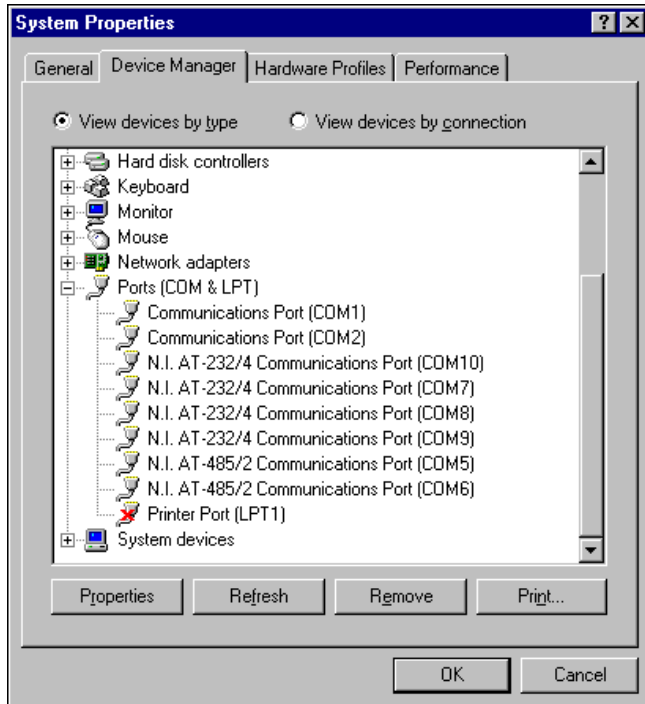 System Properties
General Device Manager Hardware Profiles Performance
View devices by type View devices by connection
Hard disk controllers
Keyboard
Monitor
Mouse
Network adapters
Ports (COM & LPT)
Communications Port (COM1)
Communications Port (COM2)
N.I. AT-232/4 Communications Port (COM10)
N.I. AT-232/4 Communications Port (COM7)
N.I. AT-232/4 Communications Port (COM8)
N.I. AT-232/4 Communications Port (COM9)
N.I. AT-485/2 Communications Port (COM5)
N.I. AT-485/2 Communications Port (COM6)
Printer Port (LPT1)
System devices
Properties Refresh Remove Print...
OK Cancel